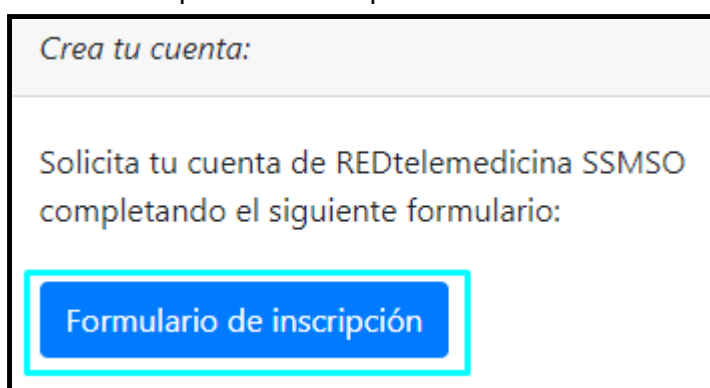 Crea tu cuenta:
Solicita tu cuenta de REDtelemedicina SSMSO
completando el siguiente formulario:
Formulario de inscripción